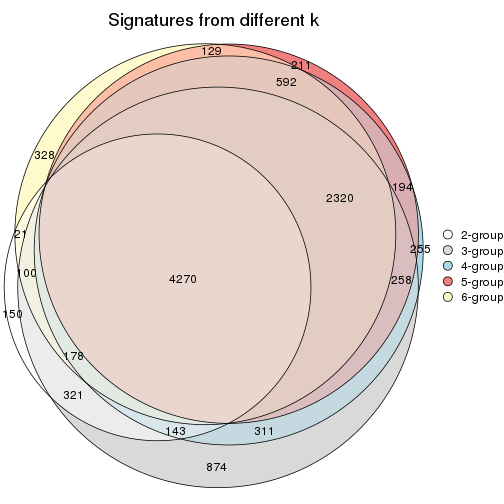 Signatures from different k
129
211
592
328
194
2320
21
255
100
4270
258
150
178
321
143
311
874
2-group
3-group
4-group
5-group
6-group